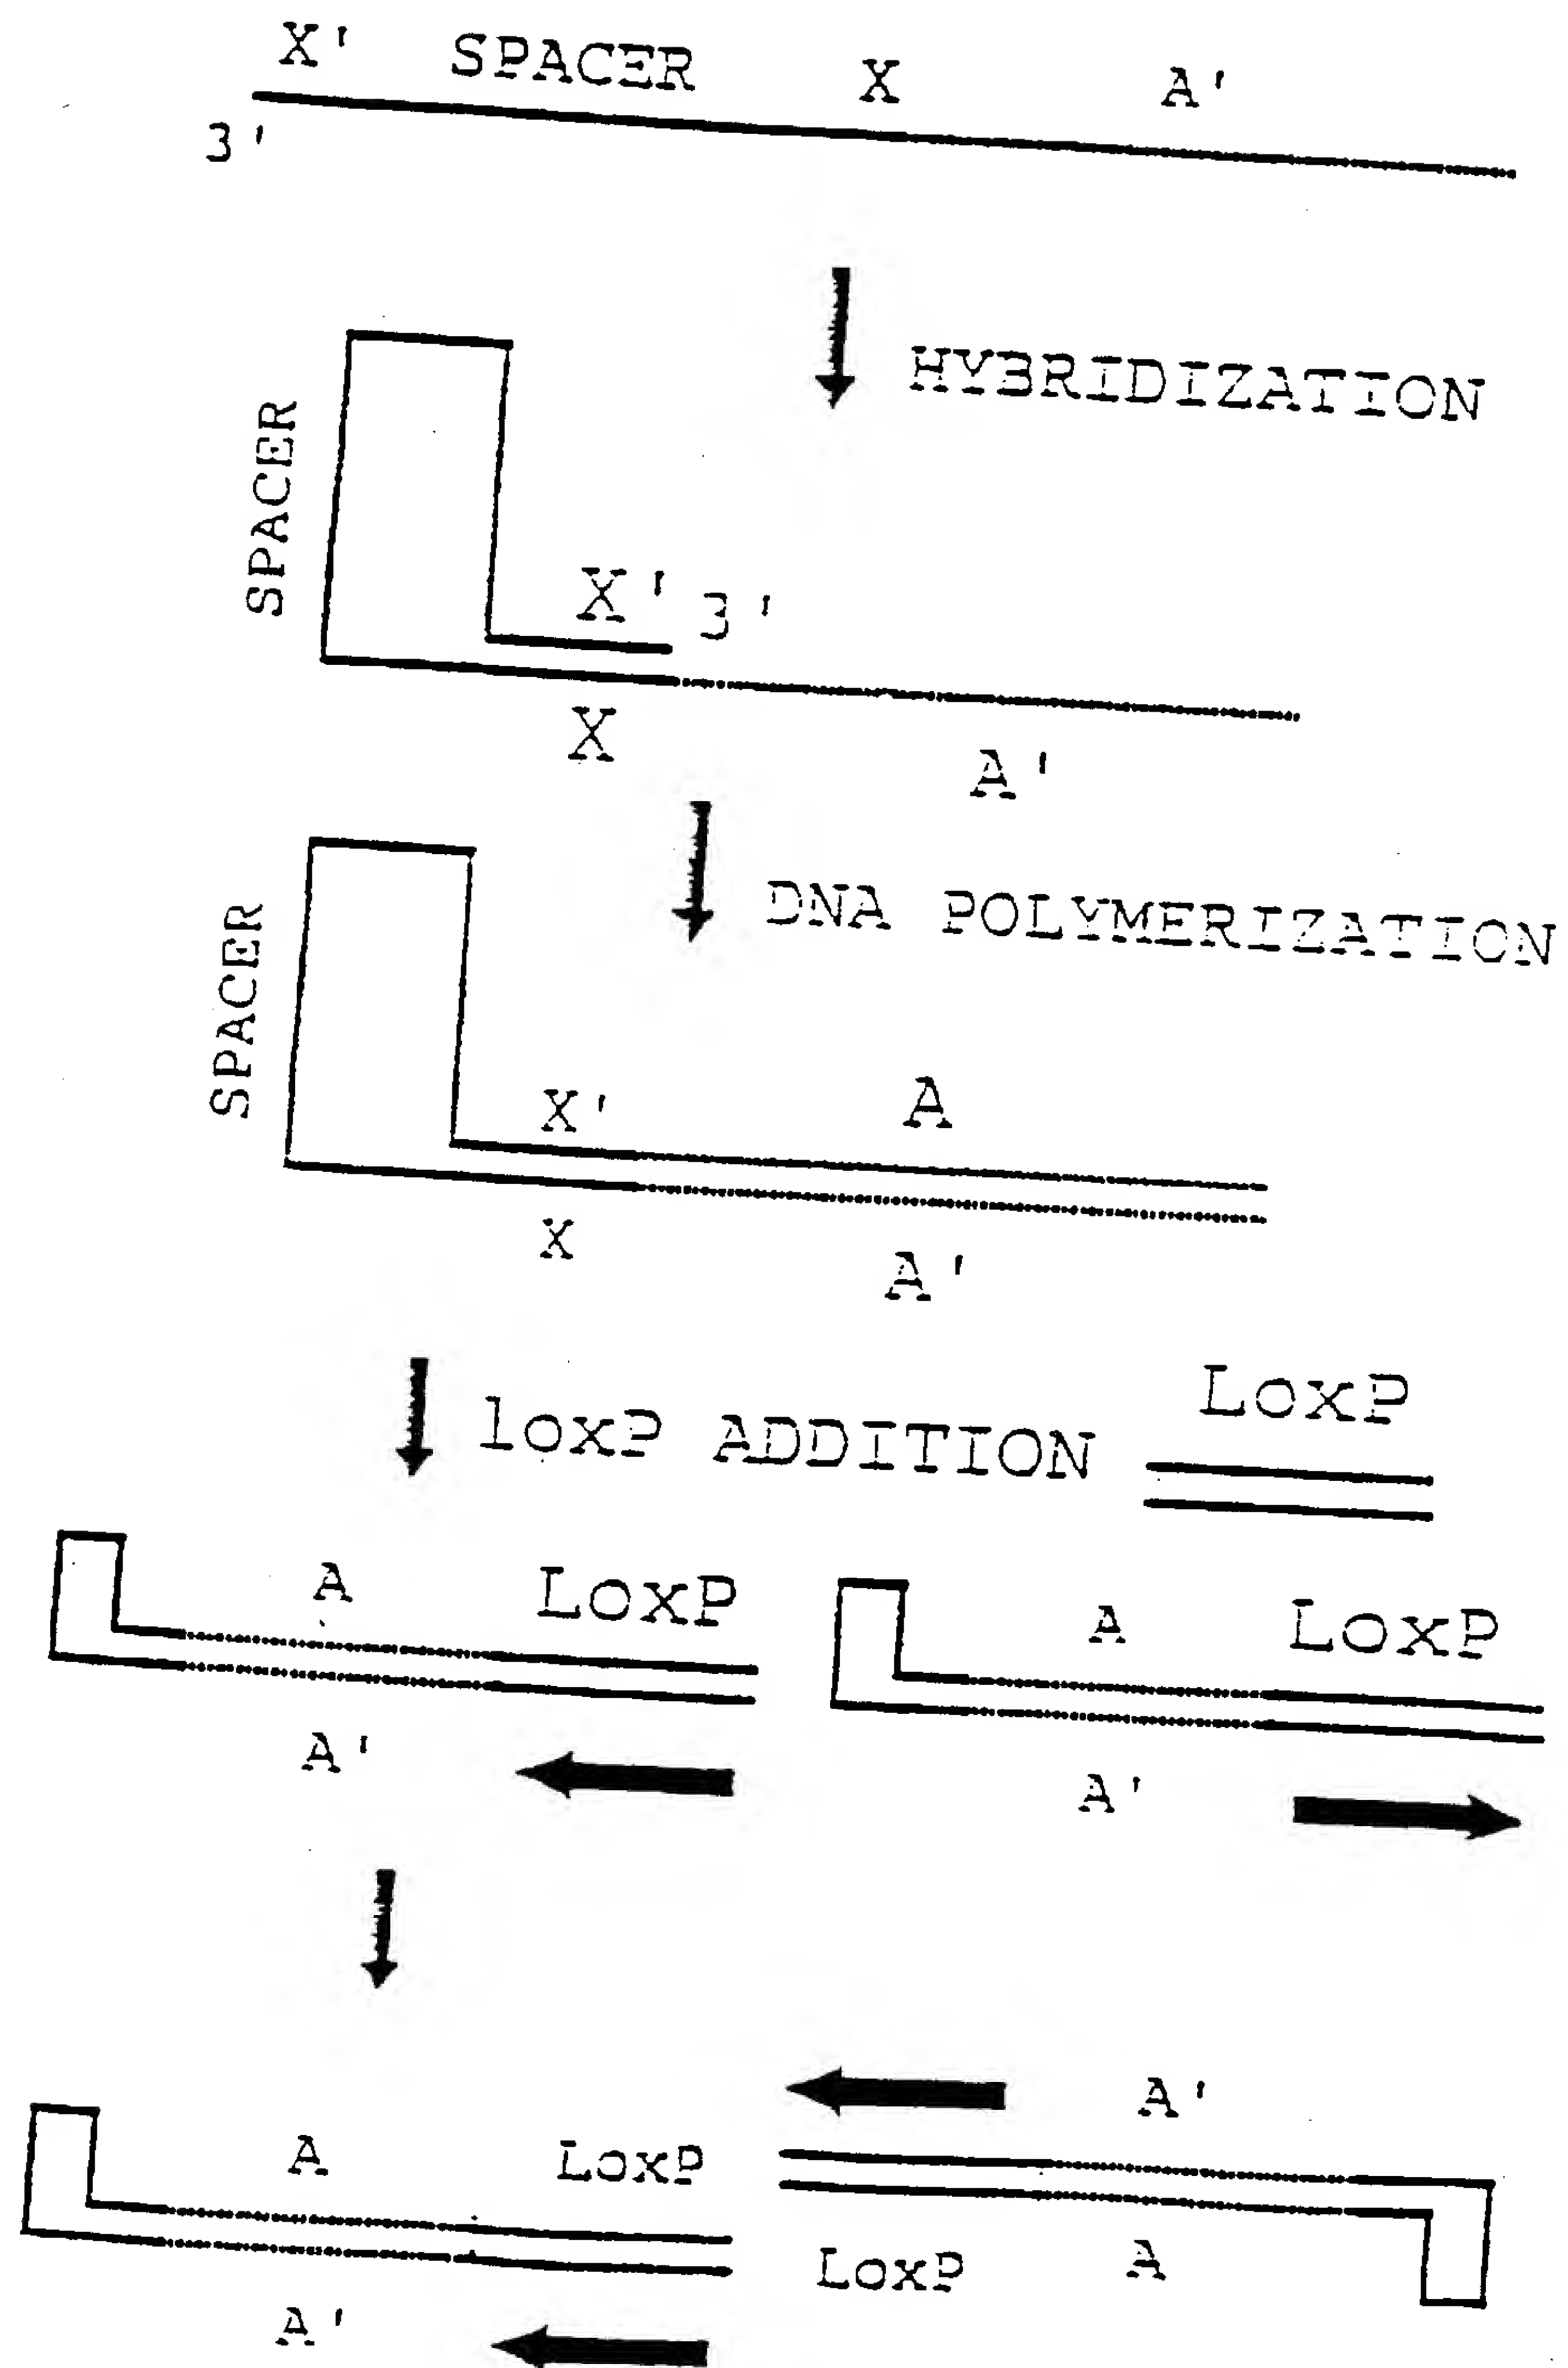 X' SPACER X A'
3'
HYBRIDIZATION
SPACER
X' 3'
X
A'
DNA POLYMERIZATION
SPACER
X' A
X
A'
LoxP
loxP ADDITION
A LoxP A LoxP
A' A'
A'
A LoxP
LoxP A
A'